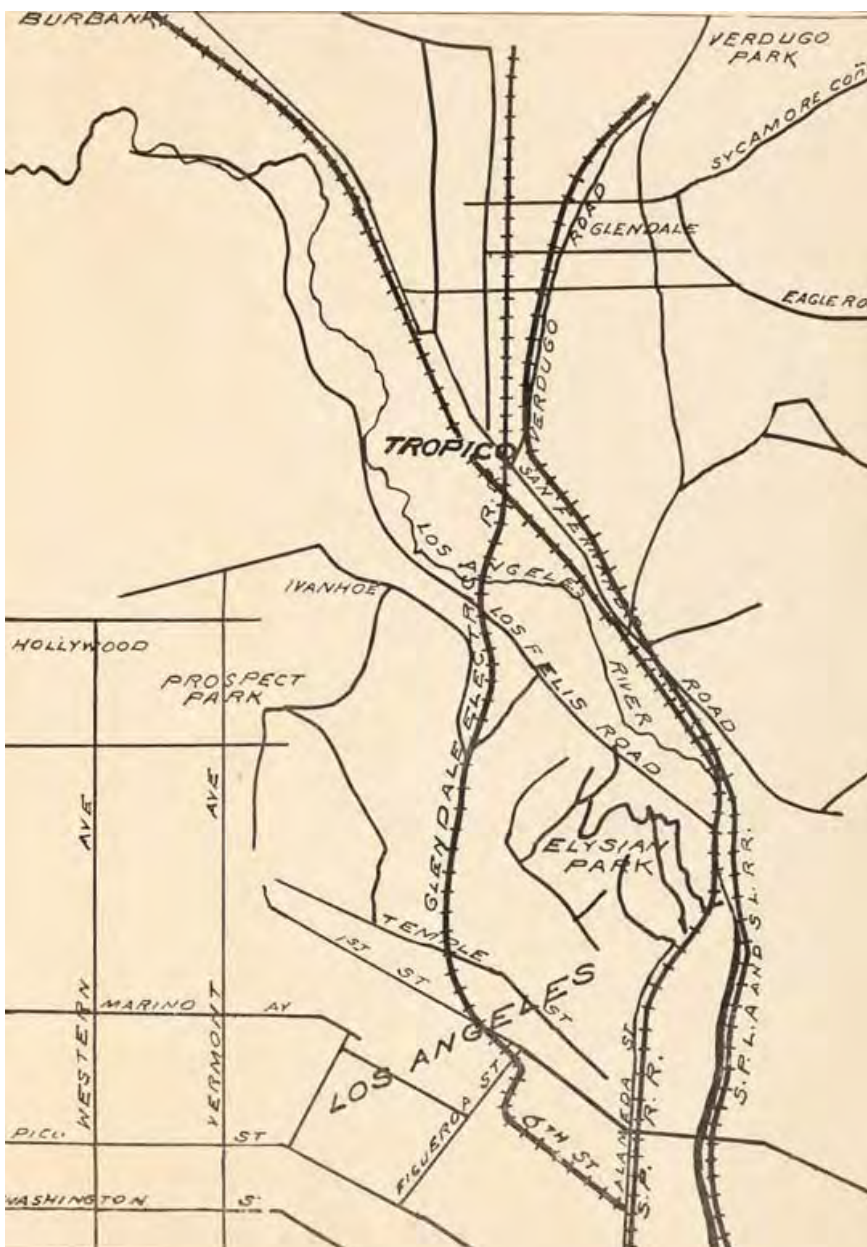 BURBANK
VERDUGO
PARK
SYCAMORE
ROAD
GLENDALE
EAGLE RO
VERDUGO
TROPICO
SAN FERNANDO
ROAD
LOS ANGELES
RIVER
IVANHOE
LOS FELIS ROAD
HOLLYWOOD
PROSPECT
PARK
GLENDALE ELECTRIC R.
WESTERN AVE
VERMONT AVE
ELYSIAN
PARK
TEMPLE ST
1ST ST
LOS ANGELES
MARINO AV
FIGUEROA ST
6TH ST
ALAMEDA ST
S.P. R.R.
S.P.L.A AND S.L.RR.
PICO ST
WASHINGTON S